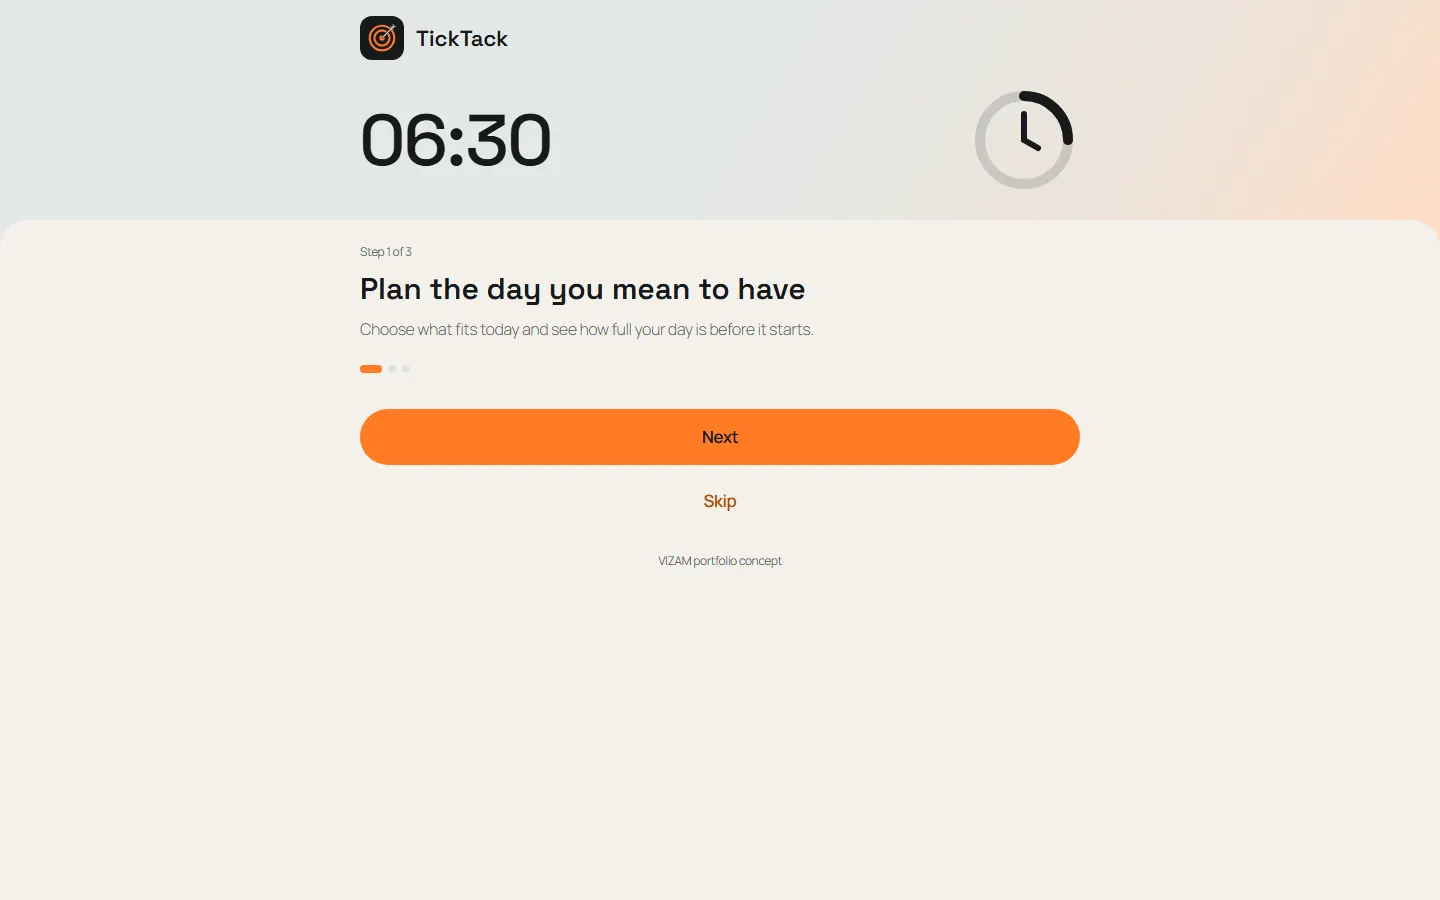 TickTack
06:30
Step 1 of 3
Plan the day you mean to have
Choose what fits today and see how full your day is before it starts.
Next
Skip
VIZAM portfolio concept